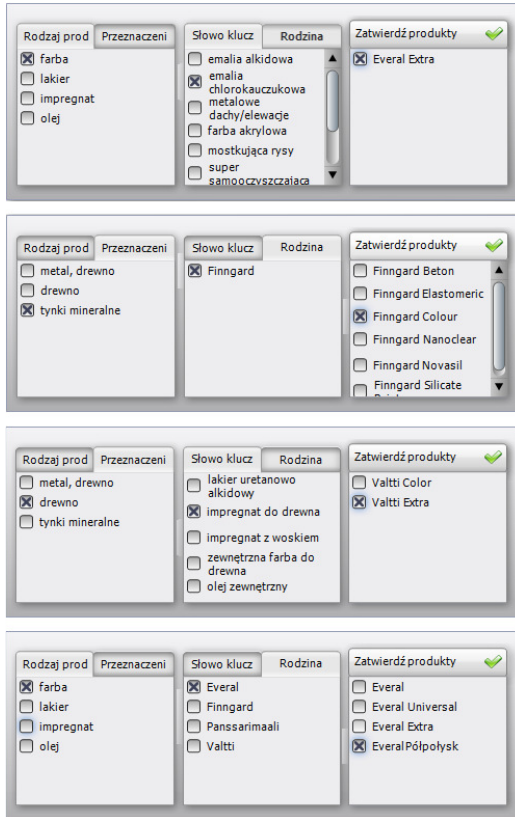 Rodzaj prod Przeznaczeni Słowo klucz Rodzina Zatwierdź produkty
farba
lakier
impregnat
olej
emalia alkidowa
emalia
chlorokauczukowa
metalowe
dachy/elewacje
farba akrylowa
mostkująca rysy
super
samooczyszczająca
Everal Extra
Rodzaj prod Przeznaczeni Słowo klucz Rodzina Zatwierdź produkty
metal, drewno
drewno
tynki mineralne
Finngard
Finngard Beton
Finngard Elastomeric
Finngard Colour
Finngard Nanoclear
Finngard Novasil
Finngard Silicate
Rodzaj prod Przeznaczeni Słowo klucz Rodzina Zatwierdź produkty
metal, drewno
drewno
tynki mineralne
lakier uretanowo
alkidowy
impregnat do drewna
impregnat z woskiem
zewnętrzna farba do
drewna
olej zewnętrzny
Valtti Color
Valtti Extra
Rodzaj prod Przeznaczeni Słowo klucz Rodzina Zatwierdź produkty
farba
lakier
impregnat
olej
Everal
Finngard
Panssarimaali
Valtti
Everal
Everal Universal
Everal Extra
EveralPółpołysk